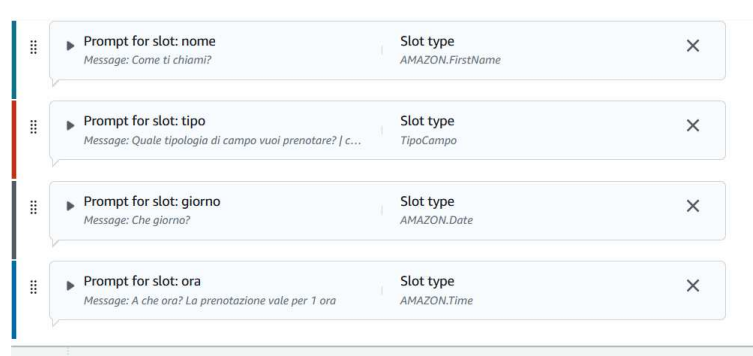 Prompt for slot: nome Slot type
Message: Come ti chiami? AMAZON.FirstName
Prompt for slot: tipo Slot type
Message: Quale tipologia di campo vuoi prenotare? | c... TipoCampo
Prompt for slot: giorno Slot type
Message: Che giorno? AMAZON.Date
Prompt for slot: ora Slot type
Message: A che ora? La prenotazione vale per 1 ora AMAZON.Time